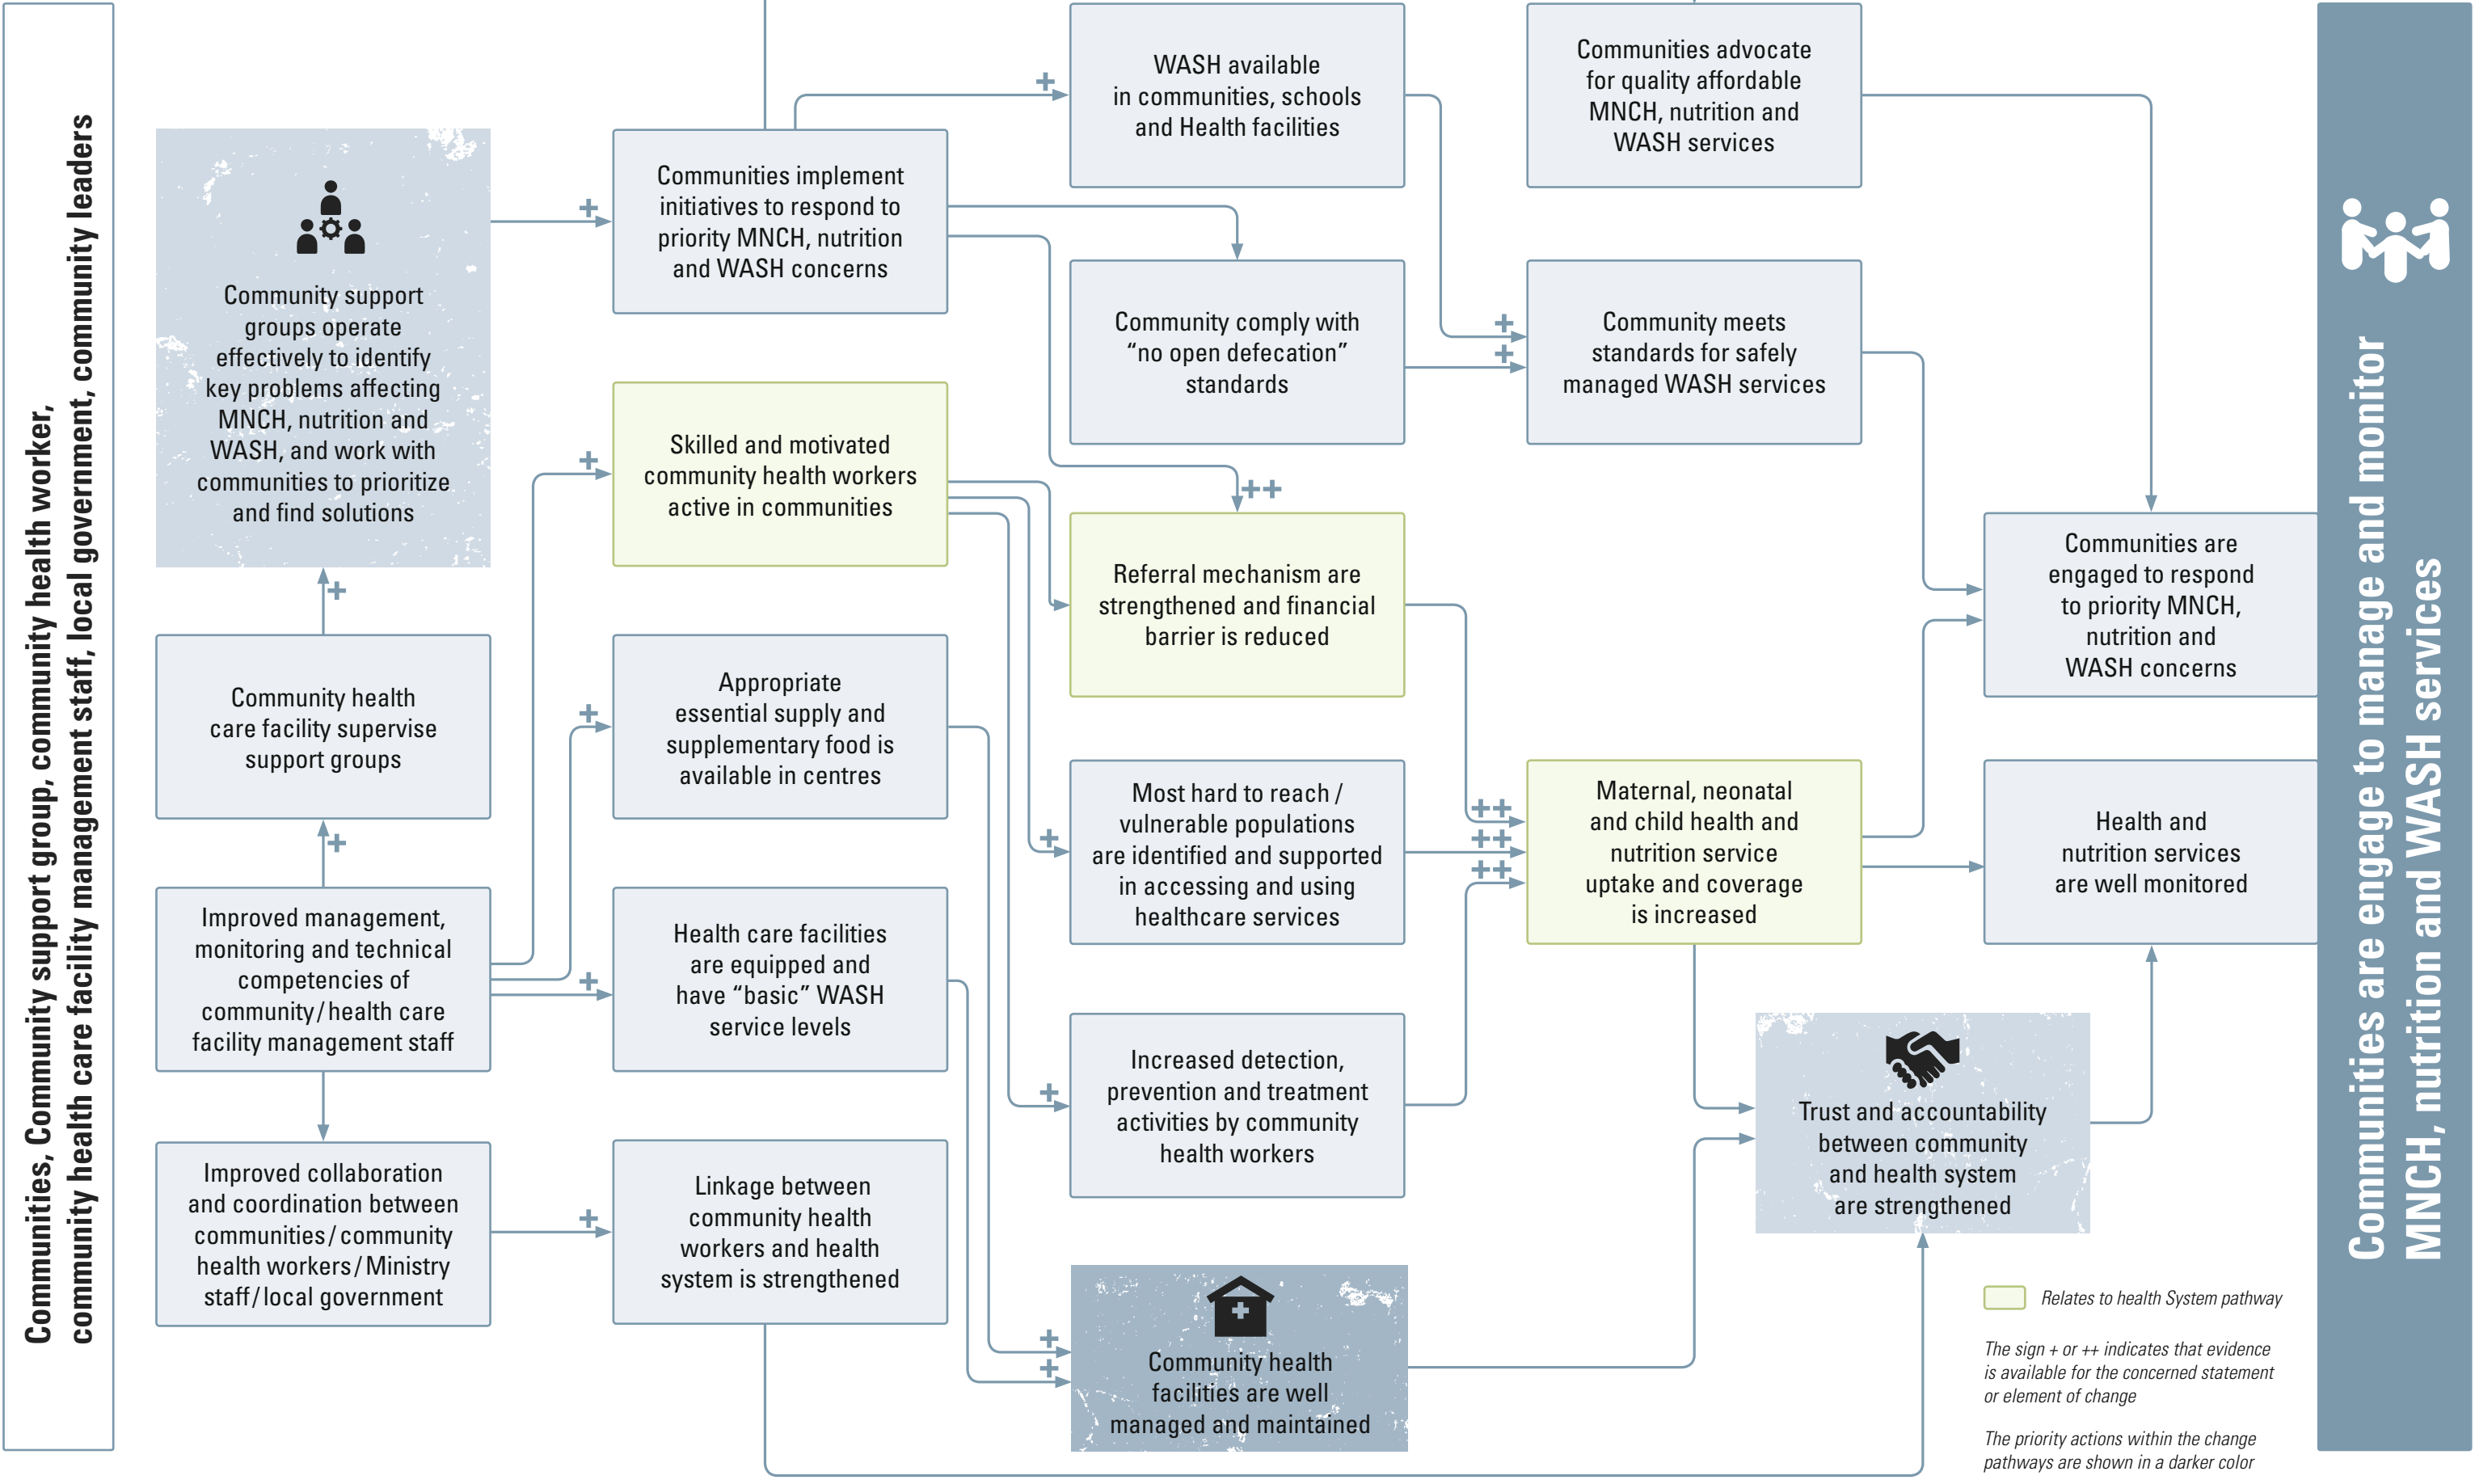 Communities, Community support group, community health worker,
community health care facility management staff, local government, community leaders
Community support
groups operate
effectively to identify
key problems affecting
MNCH, nutrition and
WASH, and work with
communities to prioritize
and find solutions
+
Community health
care facility supervise
support groups
+
Improved management,
monitoring and technical
competencies of
community/health care
facility management staff
Improved collaboration
and coordination between
communities/community
health workers/Ministry
staff/local government
+
Communities implement
initiatives to respond to
priority MNCH, nutrition
and WASH concerns
+
Skilled and motivated
community health workers
active in communities
+
Appropriate
essential supply and
supplementary food is
available in centres
+
Health care facilities
are equipped and
have “basic” WASH
service levels
+
Linkage between
community health
workers and health
system is strengthened
+
WASH available
in communities, schools
and Health facilities
Community comply with
“no open defecation”
standards
++
Referral mechanism are
strengthened and financial
barrier is reduced
+
Most hard to reach /
vulnerable populations
are identified and supported
in accessing and using
healthcare services
+
Increased detection,
prevention and treatment
activities by community
health workers
+
+
Community health
facilities are well
managed and maintained
Communities advocate
for quality affordable
MNCH, nutrition and
WASH services
+
+
Community meets
standards for safely
managed WASH services
++
++
++
Maternal, neonatal
and child health and
nutrition service
uptake and coverage
is increased
Trust and accountability
between community
and health system
are strengthened
Communities are
engaged to respond
to priority MNCH,
nutrition and
WASH concerns
Health and
nutrition services
are well monitored
Relates to health System pathway
The sign + or ++ indicates that evidence
is available for the concerned statement
or element of change
The priority actions within the change
pathways are shown in a darker color
Communities are engage to manage and monitor
MNCH, nutrition and WASH services